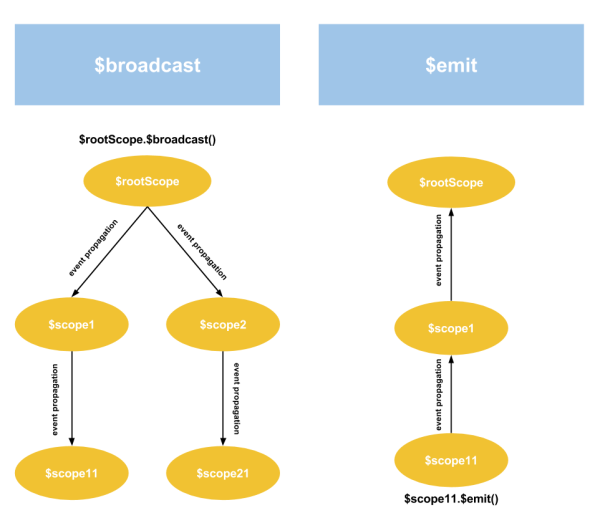 $broadcast
$rootScope.$broadcast()
$rootScope
event propagation
event propagation
$scope1
$scope2
event propagation
event propagation
$scope11
$scope21
$emit
$rootScope
event propagation
$scope1
event propagation
$scope11
$scope11.$emit()